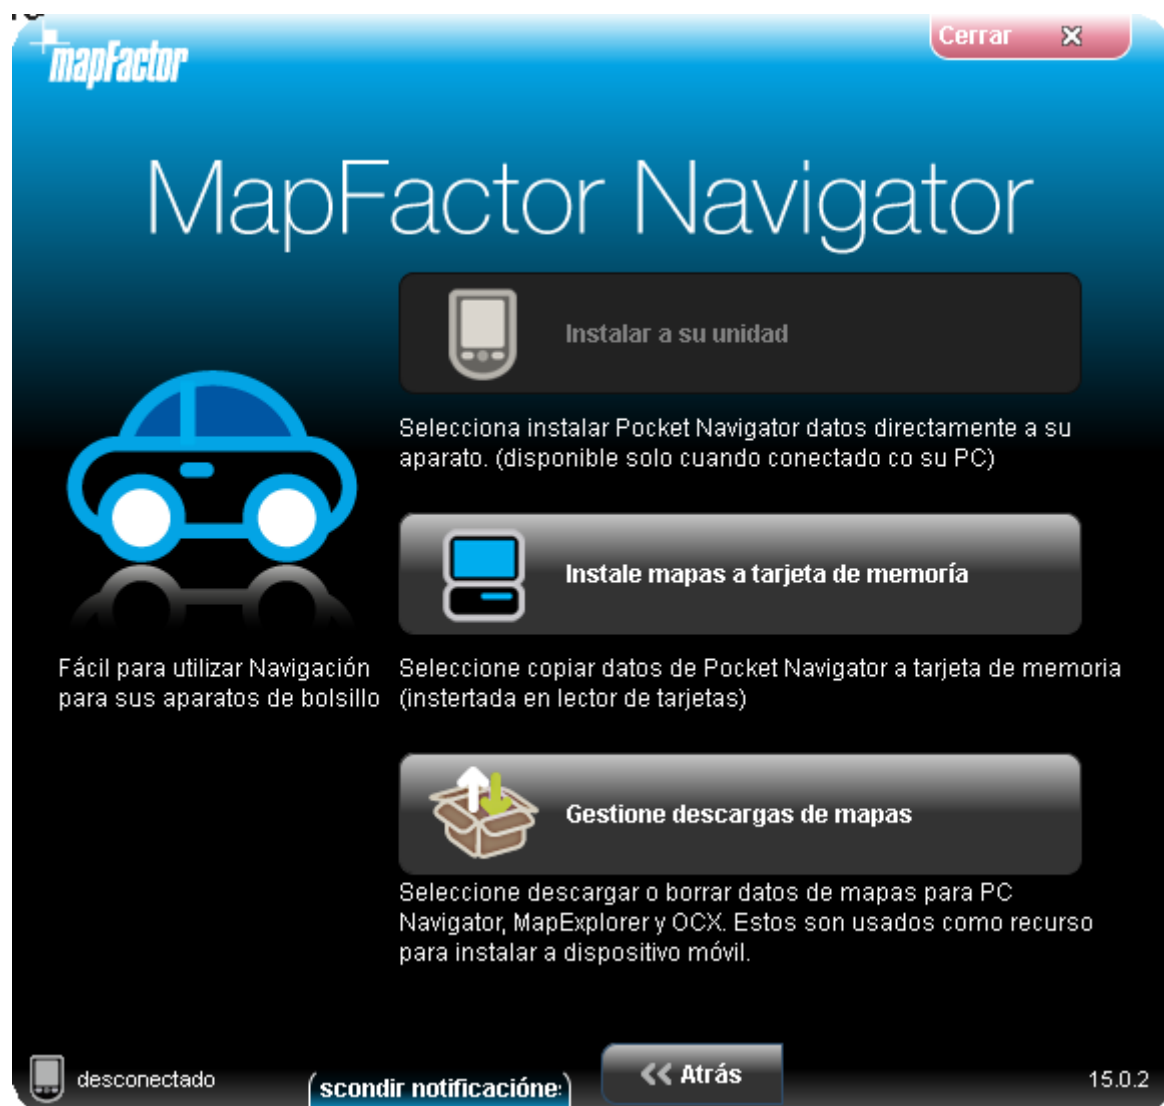 mapFactor
Cerrar
MapFactor Navigator
Instalar a su unidad
Selecciona instalar Pocket Navigator datos directamente a su
aparato. (disponible solo cuando conectado co su PC)
Instale mapas a tarjeta de memoría
Fácil para utilizar Navigación
para sus aparatos de bolsillo
Seleccione copiar datos de Pocket Navigator a tarjeta de memoria
(instertada en lector de tarjetas)
Gestione descargas de mapas
Seleccione descargar o borrar datos de mapas para PC
Navigator, MapExplorer y OCX. Estos son usados como recurso
para instalar a dispositivo móvil.
desconectado
scondir notificacióne
Atrás
15.0.2